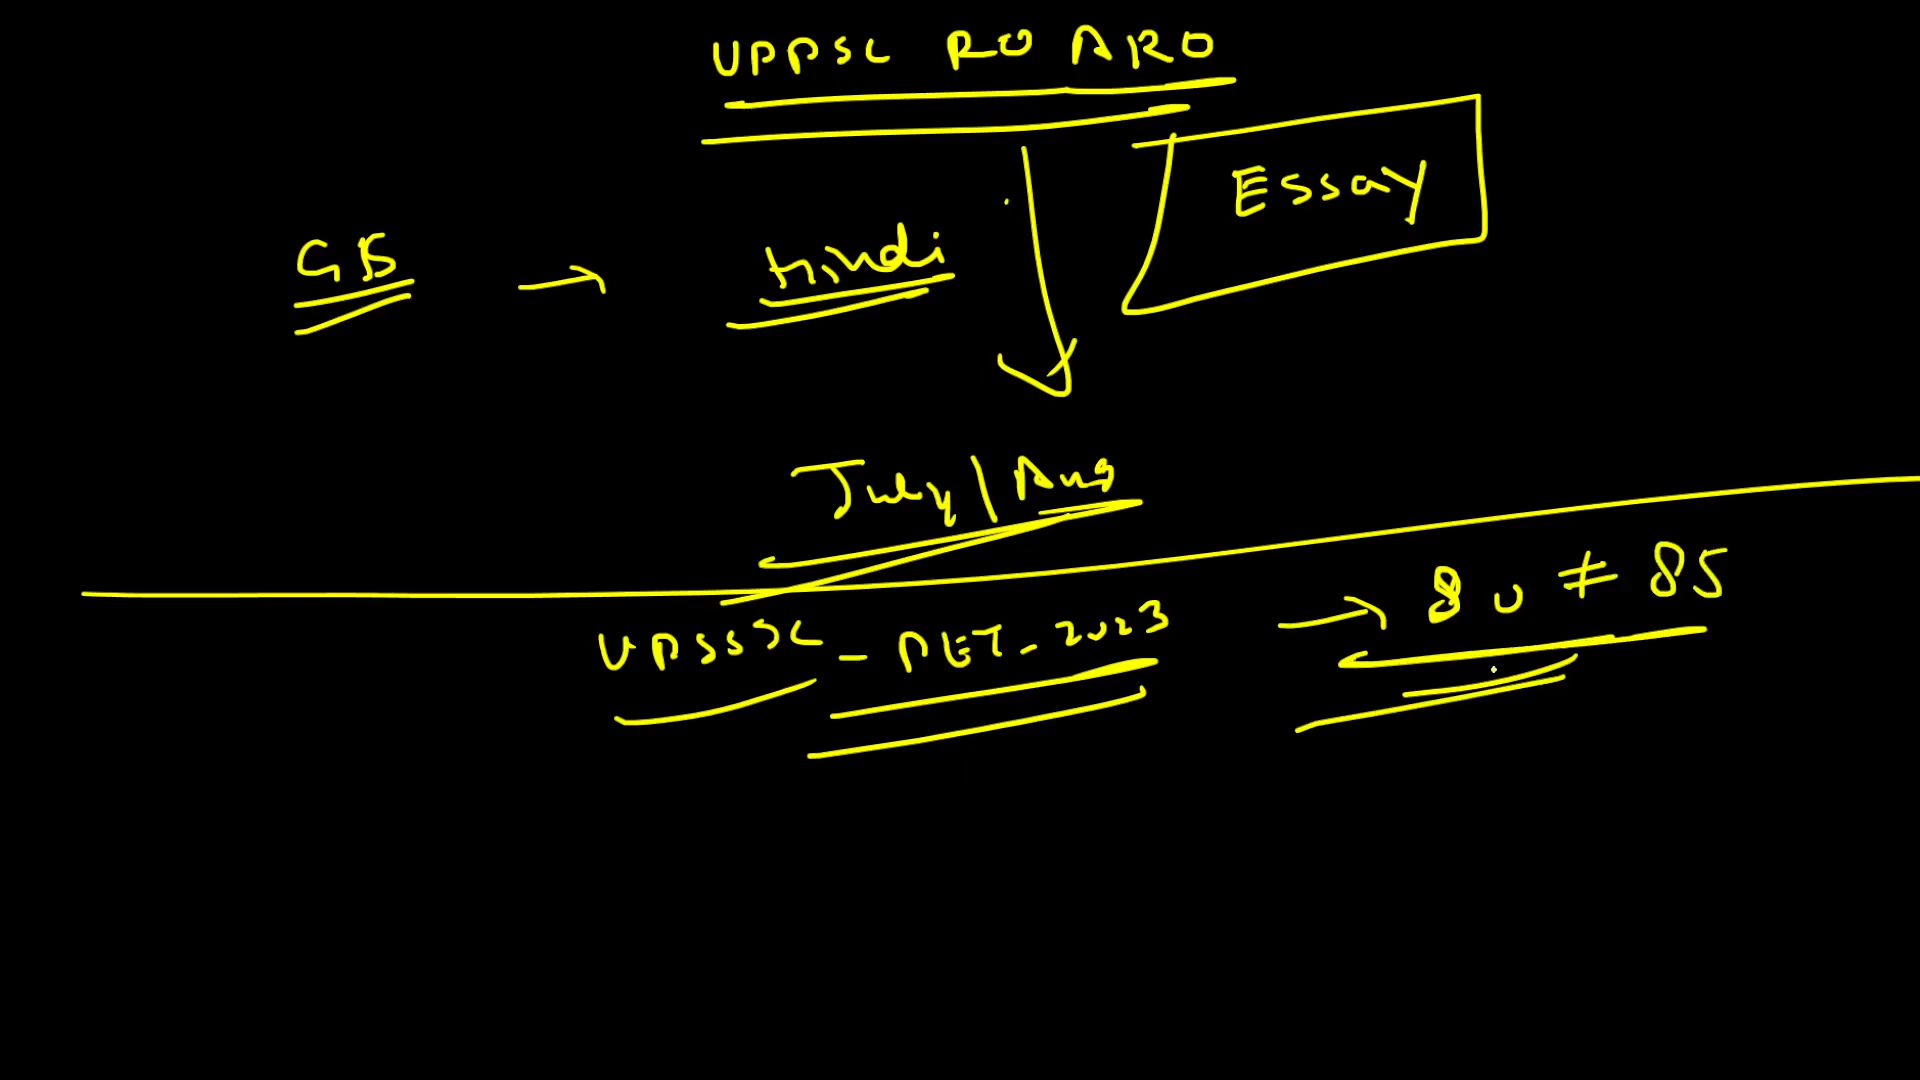 UPPSC RO ARO
Essay
GS → Hindi
July/Aug
UPSSSC - PET - 2023 → 80 ≠ 85